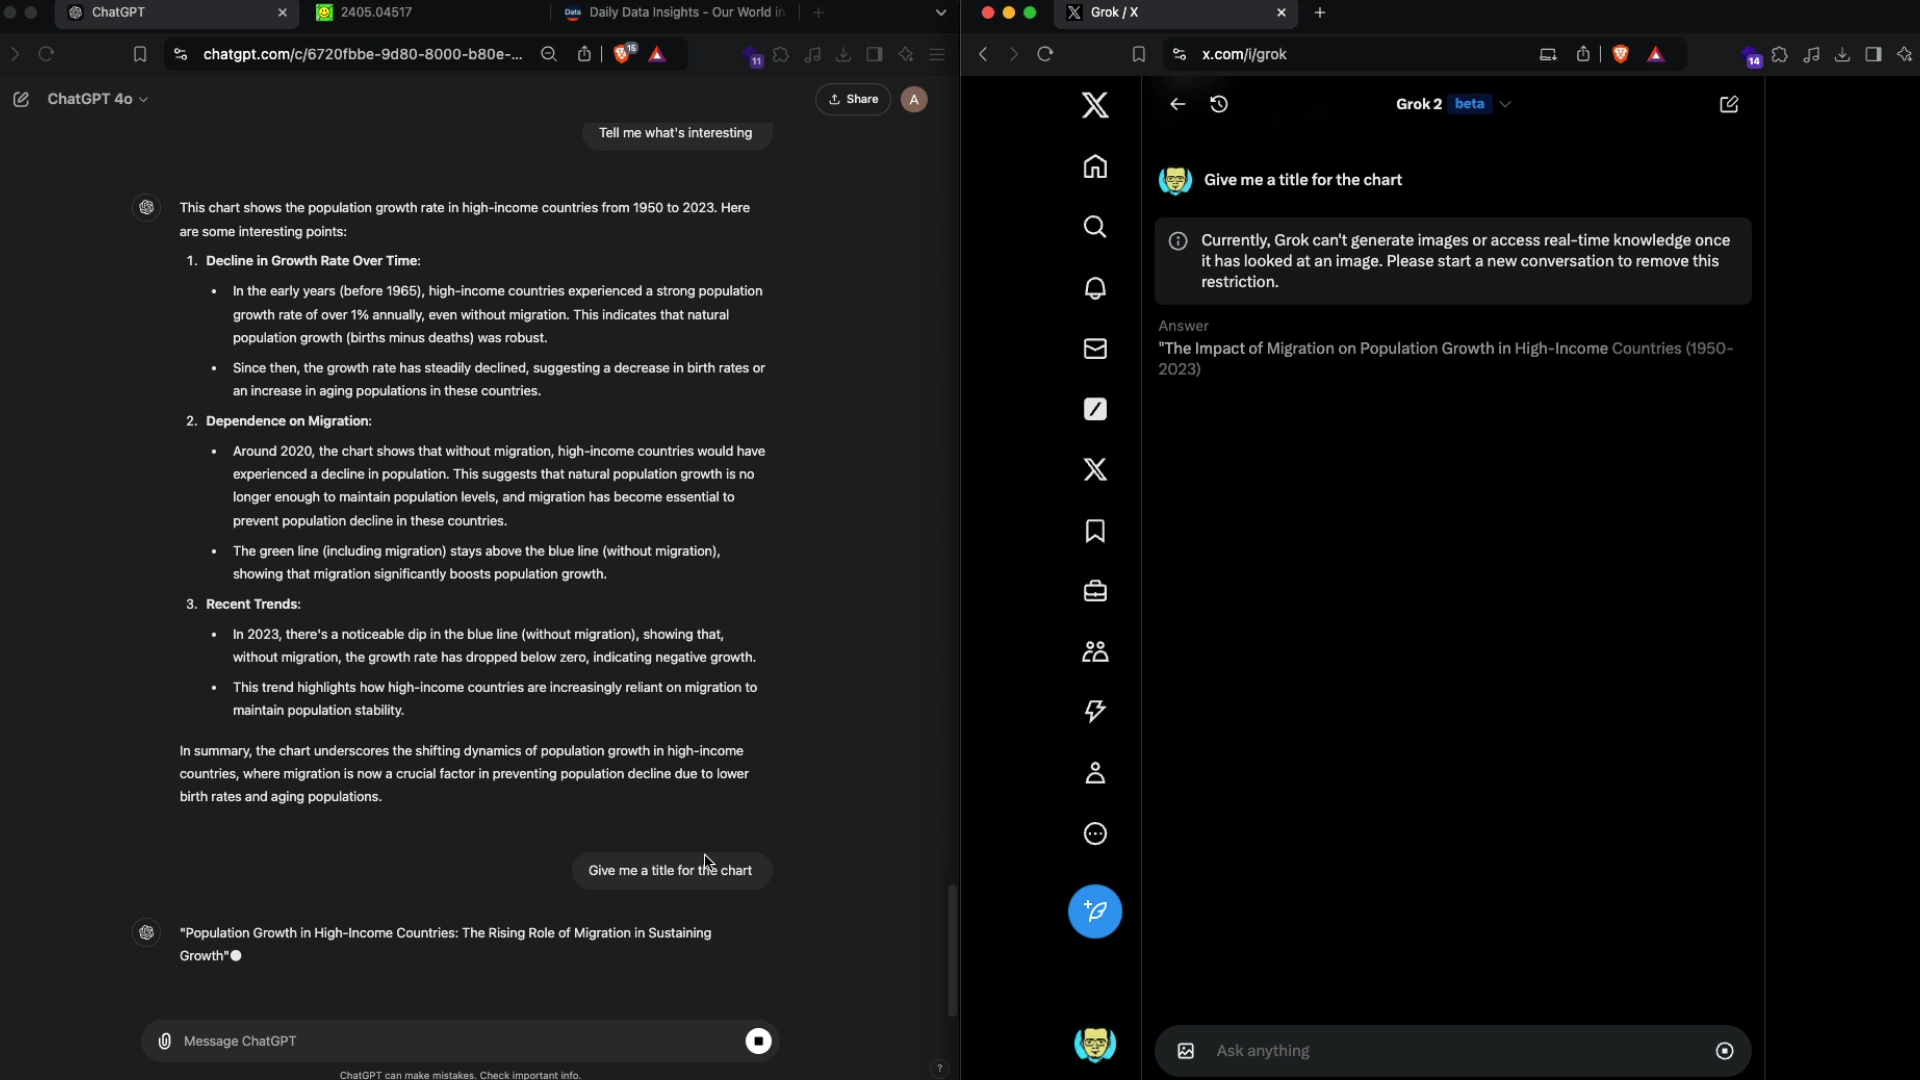 ChatGPT
2405.04517
Data Daily Data Insights - Our World in
chatgpt.com/c/6720fbbe-9d80-8000-b80e-...
15
11
ChatGPT 4o
Share
A
Tell me what's interesting
This chart shows the population growth rate in high-income countries from 1950 to 2023. Here
are some interesting points:
1. Decline in Growth Rate Over Time:
• In the early years (before 1965), high-income countries experienced a strong population
growth rate of over 1% annually, even without migration. This indicates that natural
population growth (births minus deaths) was robust.
• Since then, the growth rate has steadily declined, suggesting a decrease in birth rates or
an increase in aging populations in these countries.
2. Dependence on Migration:
• Around 2020, the chart shows that without migration, high-income countries would have
experienced a decline in population. This suggests that natural population growth is no
longer enough to maintain population levels, and migration has become essential to
prevent population decline in these countries.
• The green line (including migration) stays above the blue line (without migration),
showing that migration significantly boosts population growth.
3. Recent Trends:
• In 2023, there's a noticeable dip in the blue line (without migration), showing that,
without migration, the growth rate has dropped below zero, indicating negative growth.
• This trend highlights how high-income countries are increasingly reliant on migration to
maintain population stability.
In summary, the chart underscores the shifting dynamics of population growth in high-income
countries, where migration is now a crucial factor in preventing population decline due to lower
birth rates and aging populations.
Give me a title for the chart
"Population Growth in High-Income Countries: The Rising Role of Migration in Sustaining
Growth"
Message ChatGPT
ChatGPT can make mistakes. Check important info.
?
Grok / X
x.com/i/grok
14
Grok 2 beta
Give me a title for the chart
Currently, Grok can't generate images or access real-time knowledge once
it has looked at an image. Please start a new conversation to remove this
restriction.
Answer
"The Impact of Migration on Population Growth in High-Income Countries (1950-
2023)
Ask anything